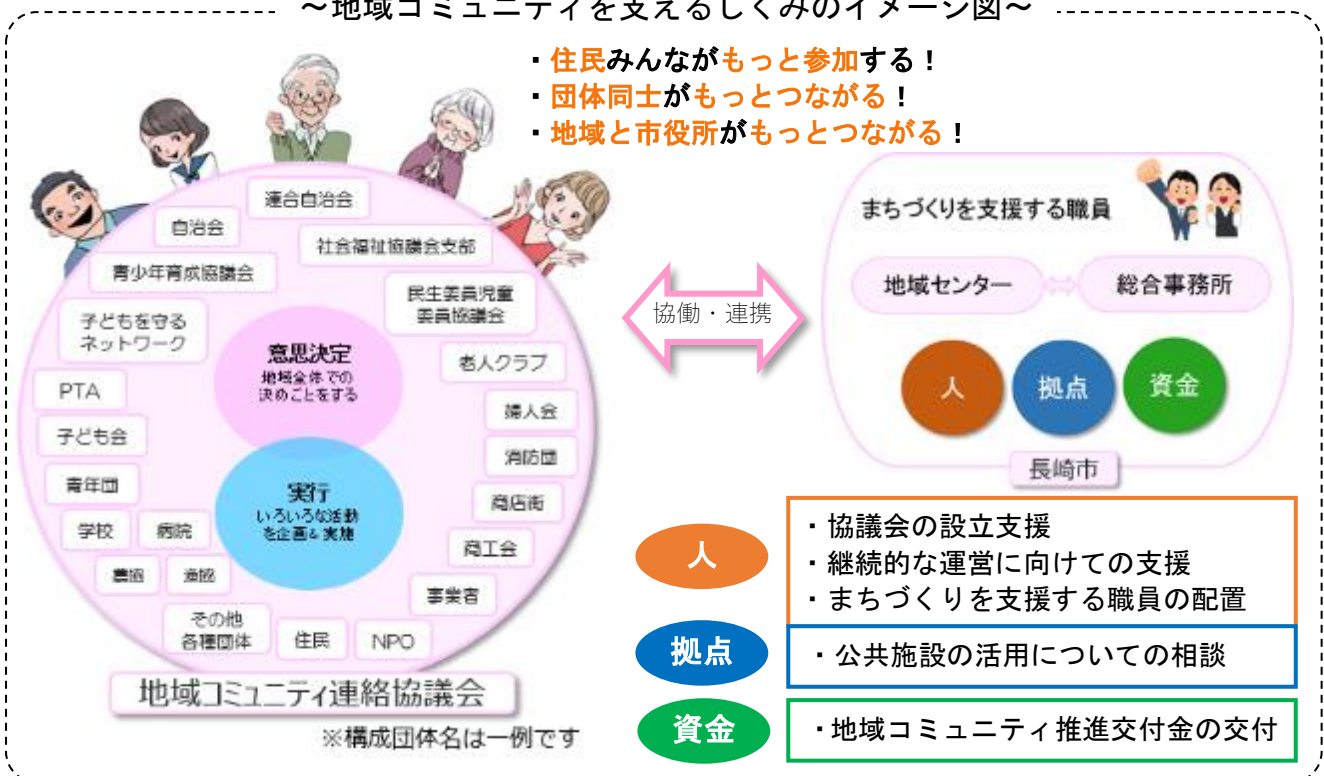 ～地域コミュニティを支えるしくみのイメージ図～
・住民みんながもっと参加する！
・団体同士がもっとつながる！
・地域と市役所がもっとつながる！
連合自治会
自治会
社会福祉協議会支部
青少年育成協議会
民生委員児童
委員協議会
子どもを守る
ネットワーク
意思決定
地域全体での
決めごとをする
老人クラブ
PTA
婦人会
子ども会
消防団
青年団
実行
いろいろな活動
を企画&実施
商店街
学校
病院
商工会
農協
漁協
事業者
その他
各種団体
住民
NPO
地域コミュニティ連絡協議会
※構成団体名は一例です
協働・連携
まちづくりを支援する職員
地域センター
総合事務所
人
拠点
資金
長崎市
人
・協議会の設立支援
・継続的な運営に向けての支援
・まちづくりを支援する職員の配置
拠点
・公共施設の活用についての相談
資金
・地域コミュニティ推進交付金の交付